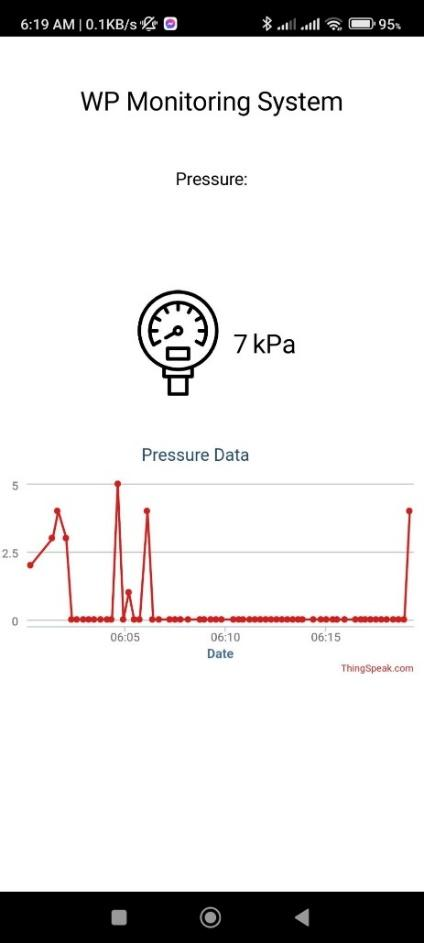 6:19 AM | 0.1KB/s
95%
WP Monitoring System
Pressure:
7 kPa
Pressure Data
5
2.5
0
06:05 06:10 06:15
Date
ThingSpeak.com